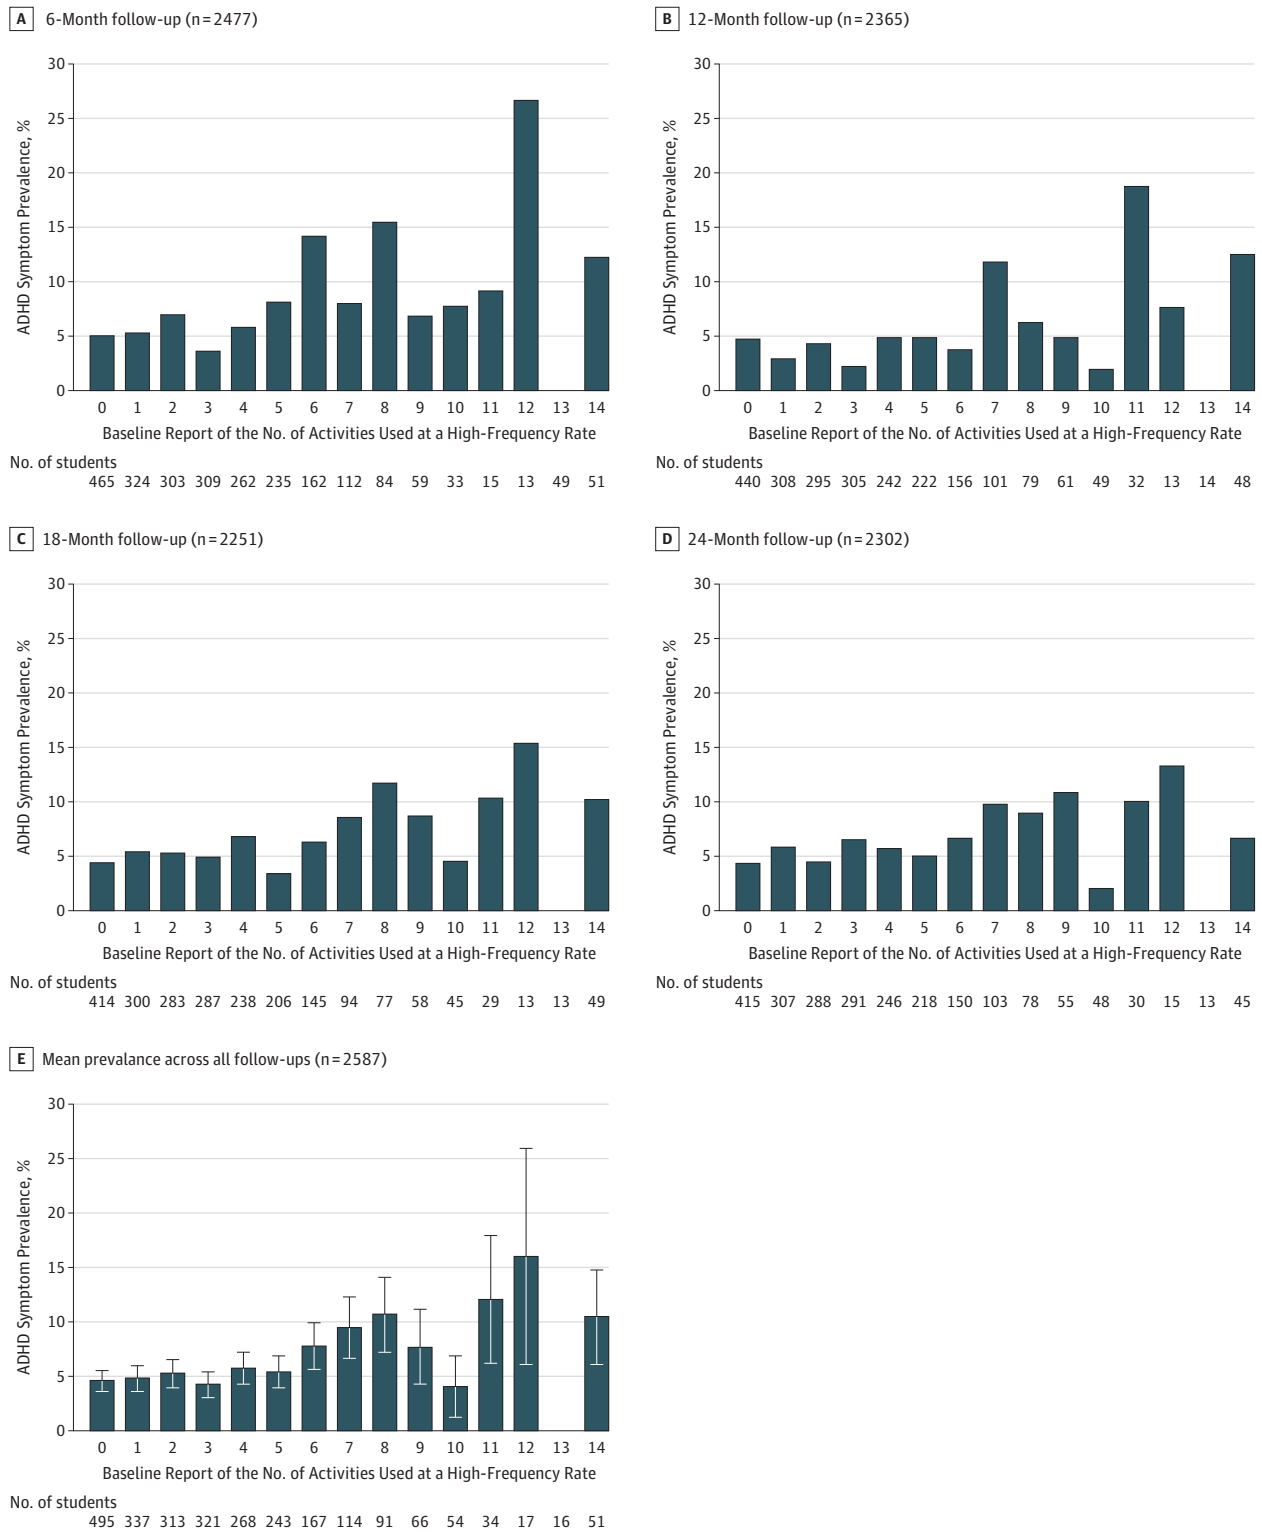 A 6-Month follow-up (n=2477)
30
25
20
15
10
5
0
ADHD Symptom Prevalence, %
0 1 2 3 4 5 6 7 8 9 10 11 12 13 14
Baseline Report of the No. of Activities Used at a High-Frequency Rate
No. of students
465 324 303 309 262 235 162 112 84 59 33 15 13 49 51
B 12-Month follow-up (n=2365)
30
25
20
15
10
5
0
ADHD Symptom Prevalence, %
0 1 2 3 4 5 6 7 8 9 10 11 12 13 14
Baseline Report of the No. of Activities Used at a High-Frequency Rate
No. of students
440 308 295 305 242 222 156 101 79 61 49 32 13 14 48
C 18-Month follow-up (n=2251)
30
25
20
15
10
5
0
ADHD Symptom Prevalence, %
0 1 2 3 4 5 6 7 8 9 10 11 12 13 14
Baseline Report of the No. of Activities Used at a High-Frequency Rate
No. of students
414 300 283 287 238 206 145 94 77 58 45 29 13 13 49
D 24-Month follow-up (n=2302)
30
25
20
15
10
5
0
ADHD Symptom Prevalence, %
0 1 2 3 4 5 6 7 8 9 10 11 12 13 14
Baseline Report of the No. of Activities Used at a High-Frequency Rate
No. of students
415 307 288 291 246 218 150 103 78 55 48 30 15 13 45
E Mean prevalance across all follow-ups (n=2587)
30
25
20
15
10
5
0
ADHD Symptom Prevalence, %
0 1 2 3 4 5 6 7 8 9 10 11 12 13 14
Baseline Report of the No. of Activities Used at a High-Frequency Rate
No. of students
495 337 313 321 268 243 167 114 91 66 54 34 17 16 51